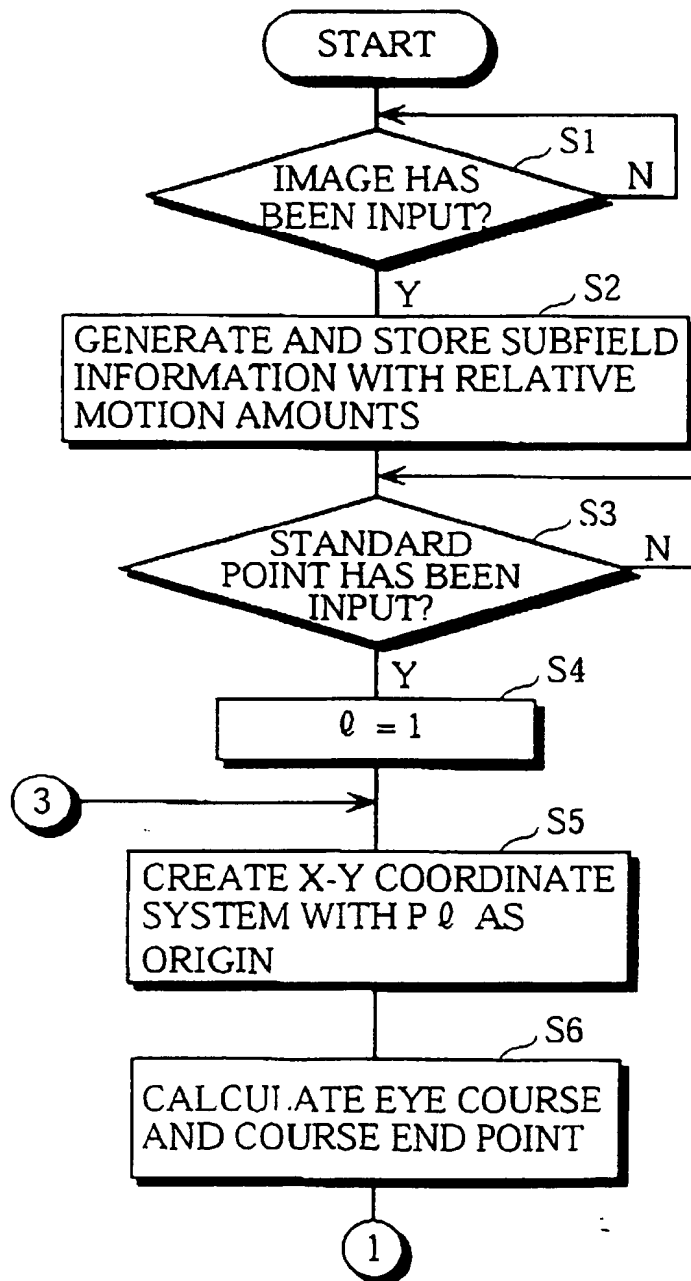 START
S1
IMAGE HAS
BEEN INPUT?
N
Y
S2
GENERATE AND STORE SUBFIELD
INFORMATION WITH RELATIVE
MOTION AMOUNTS
S3
STANDARD
POINT HAS BEEN
INPUT?
N
Y
S4
ℓ = 1
3
S5
CREATE X-Y COORDINATE
SYSTEM WITH P ℓ AS
ORIGIN
S6
CALCULATE EYE COURSE
AND COURSE END POINT
1